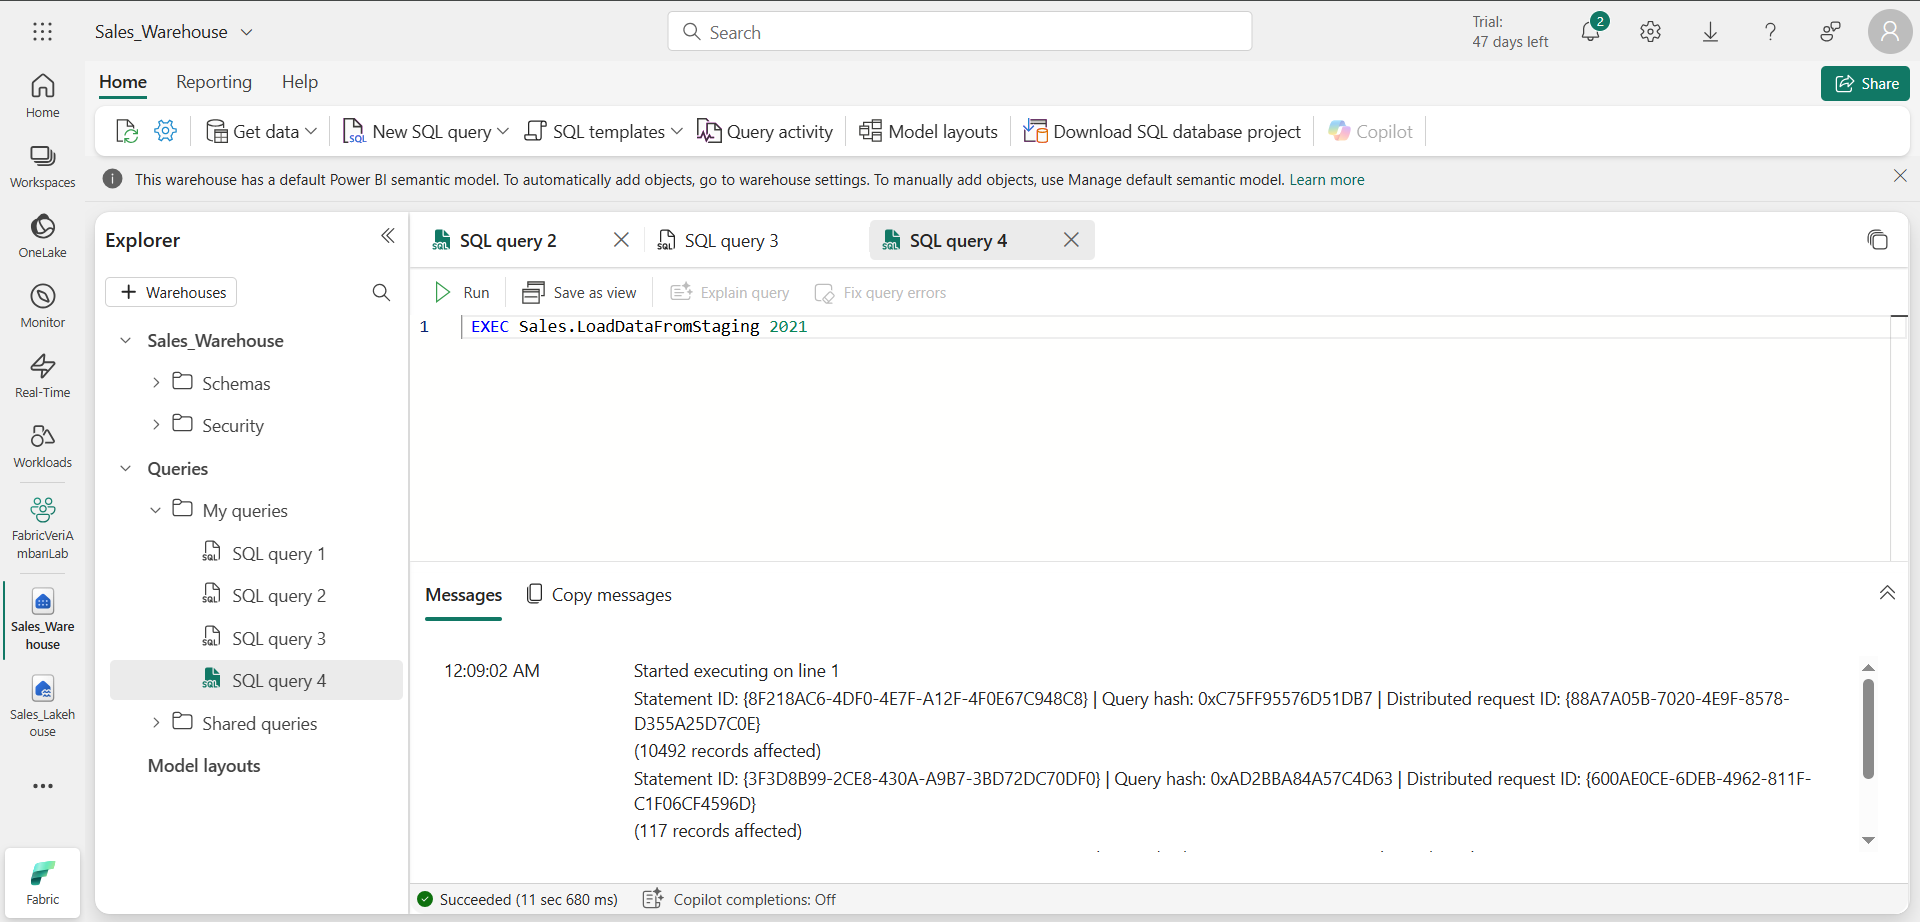 Sales_Warehouse
Search
Trial:
47 days left
2
Home
Reporting
Help
Share
Get data
New SQL query
SQL templates
Query activity
Model layouts
Download SQL database project
Copilot
This warehouse has a default Power BI semantic model. To automatically add objects, go to warehouse settings. To manually add objects, use Manage default semantic model. Learn more
Home
Workspaces
OneLake
Monitor
Real-Time
Workloads
FabricVeriA
mbarıLab
Sales_Ware
house
Sales_Lakeh
ouse
Fabric
Explorer
Warehouses
Sales_Warehouse
Schemas
Security
Queries
My queries
SQL query 1
SQL query 2
SQL query 3
SQL query 4
Shared queries
Model layouts
SQL query 2
SQL query 3
SQL query 4
Run
Save as view
Explain query
Fix query errors
1 EXEC Sales.LoadDataFromStaging 2021
Messages
Copy messages
12:09:02 AM
Started executing on line 1
Statement ID: {8F218AC6-4DF0-4E7F-A12F-4F0E67C948C8} | Query hash: 0xC75FF95576D51DB7 | Distributed request ID: {88A7A05B-7020-4E9F-8578-
D355A25D7C0E}
(10492 records affected)
Statement ID: {3F3D8B99-2CE8-430A-A9B7-3BD72DC70DF0} | Query hash: 0xAD2BBA84A57C4D63 | Distributed request ID: {600AE0CE-6DEB-4962-811F-
C1F06CF4596D}
(117 records affected)
Succeeded (11 sec 680 ms)
Copilot completions: Off